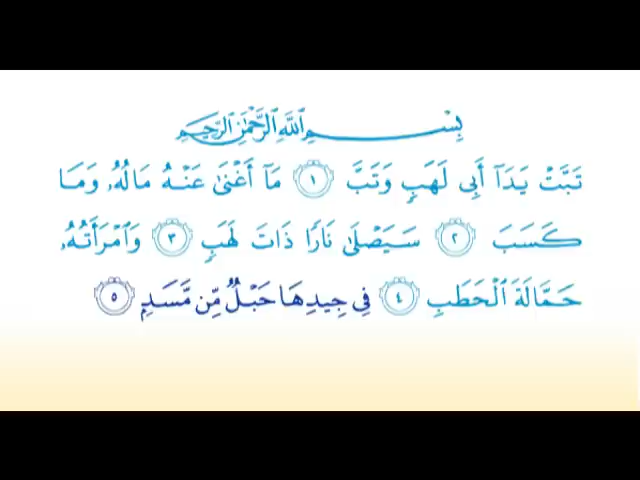 بِسْمِ اللَّهِ الرَّحْمَٰنِ الرَّحِيمِ
تَبَّتْ يَدَآ أَبِى لَهَبٍ وَتَبَّ ١ مَآ أَغْنَىٰ عَنْهُ مَالُهُۥ وَمَا
كَسَبَ ٢ سَيَصْلَىٰ نَارًا ذَاتَ لَهَبٍ ٣ وَٱمْرَأَتُهُۥ
حَمَّالَةَ ٱلْحَطَبِ ٤ فِى جِيدِهَا حَبْلٌ مِّن مَّسَدٍۭ ٥